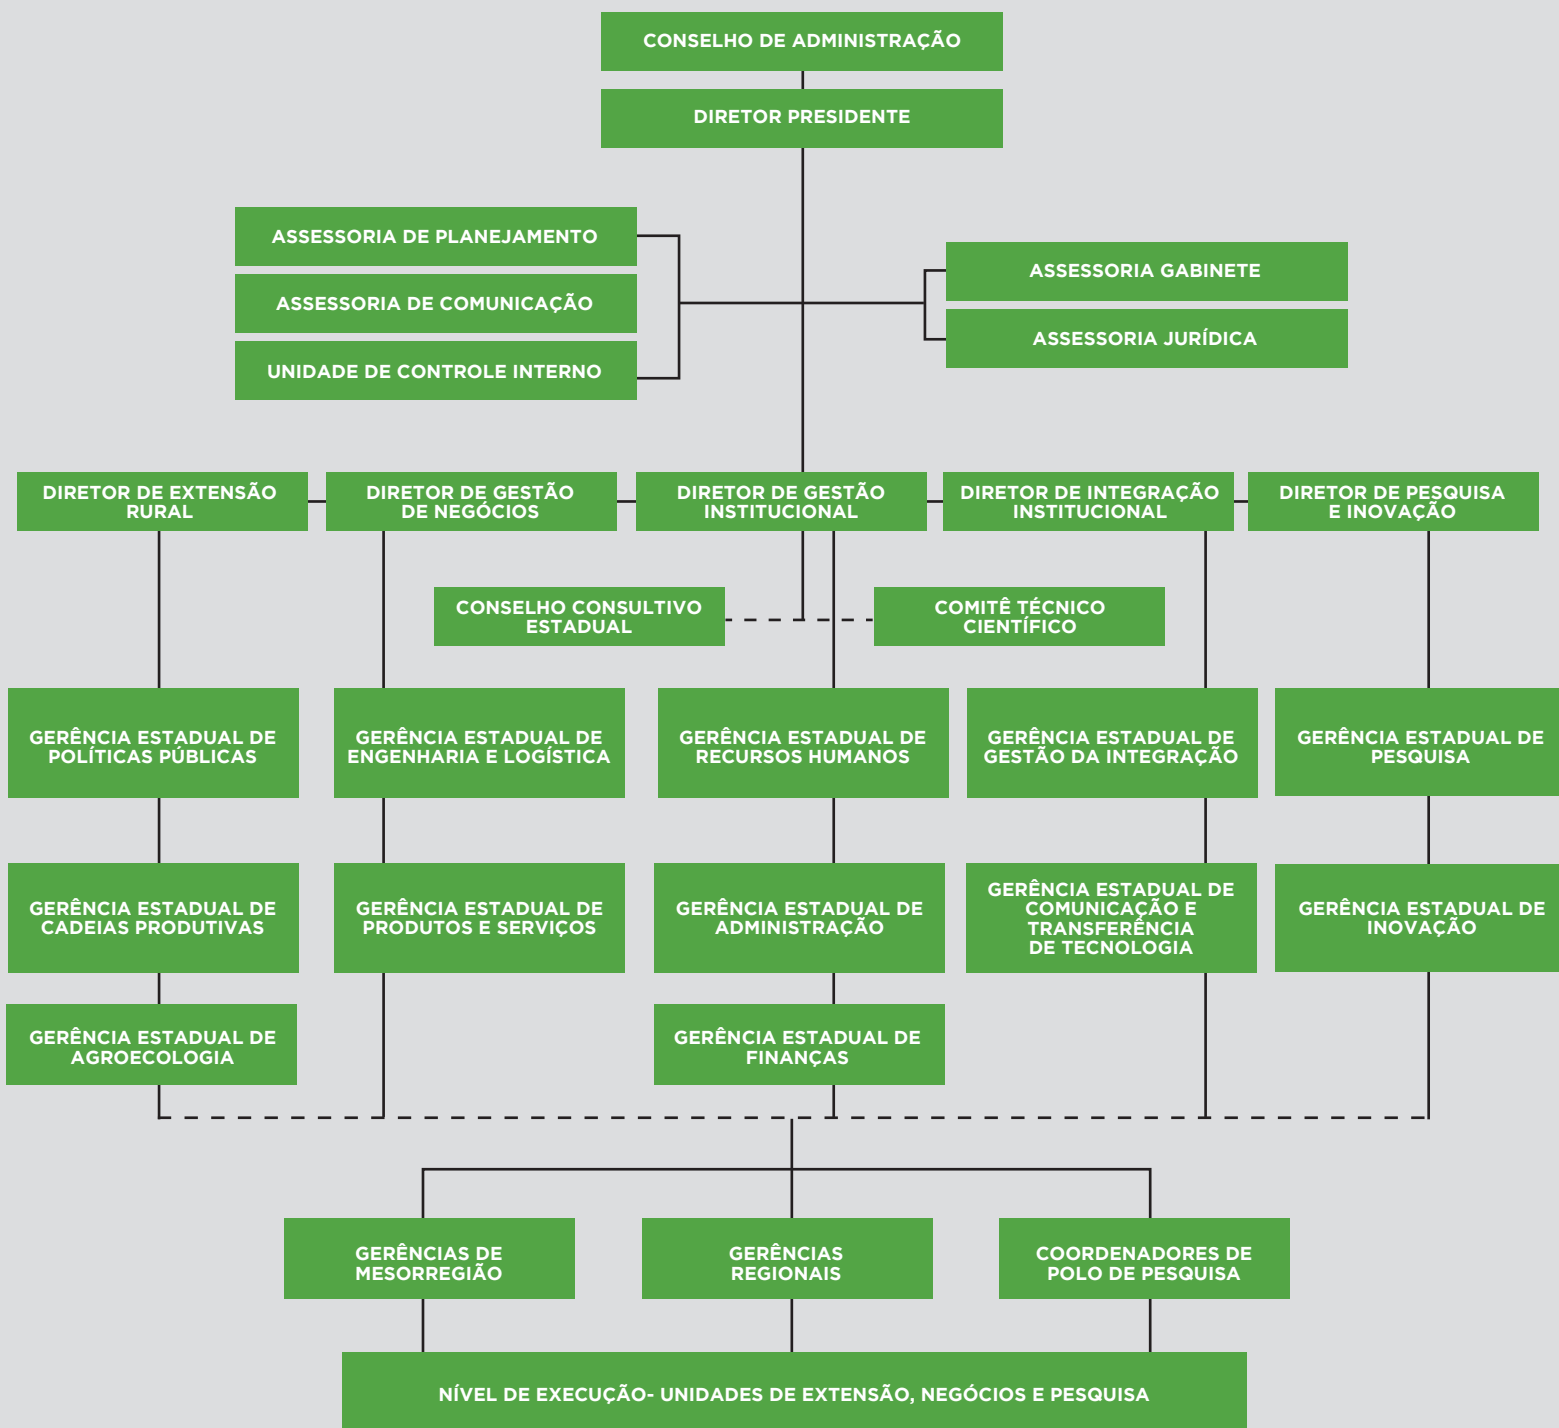 CONSELHO DE ADMINISTRAÇÃO
DIRETOR PRESIDENTE
ASSESSORIA DE PLANEJAMENTO
ASSESSORIA DE COMUNICAÇÃO
UNIDADE DE CONTROLE INTERNO
ASSESSORIA GABINETE
ASSESSORIA JURÍDICA
DIRETOR DE EXTENSÃO
RURAL
DIRETOR DE GESTÃO
DE NEGÓCIOS
DIRETOR DE GESTÃO
INSTITUCIONAL
DIRETOR DE INTEGRAÇÃO
INSTITUCIONAL
DIRETOR DE PESQUISA
E INOVAÇÃO
CONSELHO CONSULTIVO
ESTADUAL
COMITÊ TÉCNICO
CIENTÍFICO
GERÊNCIA ESTADUAL DE
POLÍTICAS PÚBLICAS
GERÊNCIA ESTADUAL DE
ENGENHARIA E LOGÍSTICA
GERÊNCIA ESTADUAL DE
RECURSOS HUMANOS
GERÊNCIA ESTADUAL DE
GESTÃO DA INTEGRAÇÃO
GERÊNCIA ESTADUAL DE
PESQUISA
GERÊNCIA ESTADUAL DE
CADEIAS PRODUTIVAS
GERÊNCIA ESTADUAL DE
PRODUTOS E SERVIÇOS
GERÊNCIA ESTADUAL DE
ADMINISTRAÇÃO
GERÊNCIA ESTADUAL DE
COMUNICAÇÃO E
TRANSFERÊNCIA
DE TECNOLOGIA
GERÊNCIA ESTADUAL DE
INOVAÇÃO
GERÊNCIA ESTADUAL DE
AGROECOLOGIA
GERÊNCIA ESTADUAL DE
FINANÇAS
GERÊNCIAS DE
MESORREGIÃO
GERÊNCIAS
REGIONAIS
COORDENADORES DE
POLO DE PESQUISA
NÍVEL DE EXECUÇÃO- UNIDADES DE EXTENSÃO, NEGÓCIOS E PESQUISA